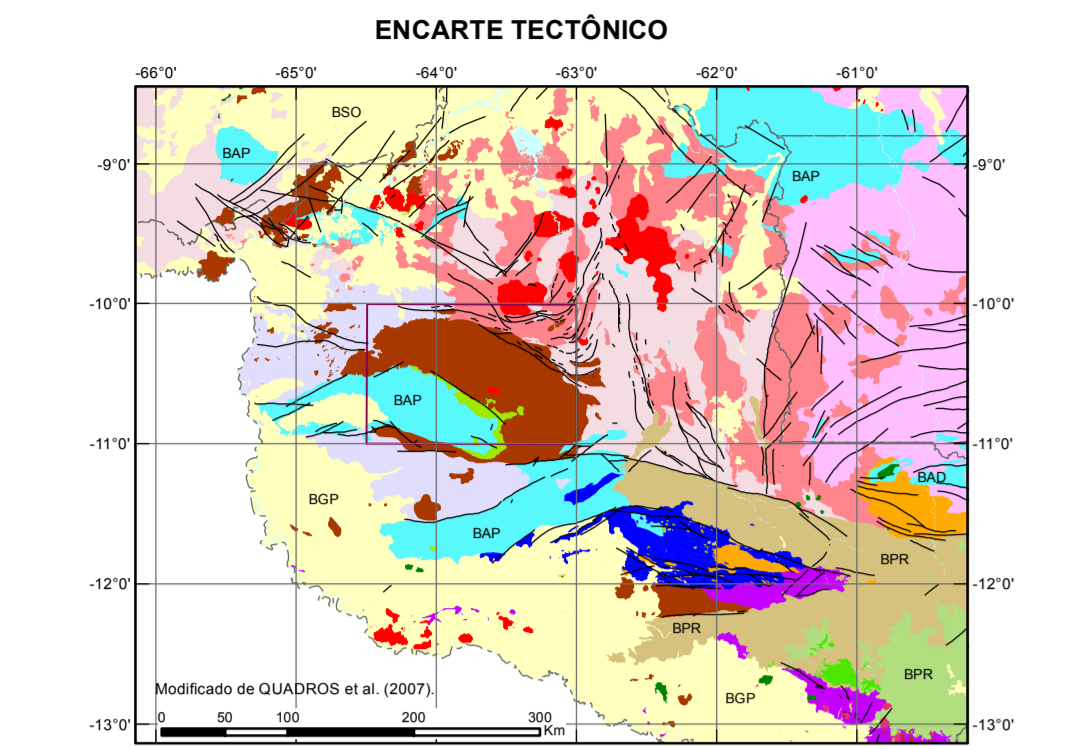 ENCARTE TECTÔNICO
-66°0' -65°0' -64°0' -63°0' -62°0' -61°0'
BSO
BAP
-9°0' -9°0'
BAP
-10°0' -10°0'
BAP
-11°0' -11°0'
BAD
BGP
BAP
BPR
-12°0' -12°0'
BPR
BPR
Modificado de QUADROS et al. (2007).
BGP
-13°0' -13°0'
0 50 100 200 300
Km